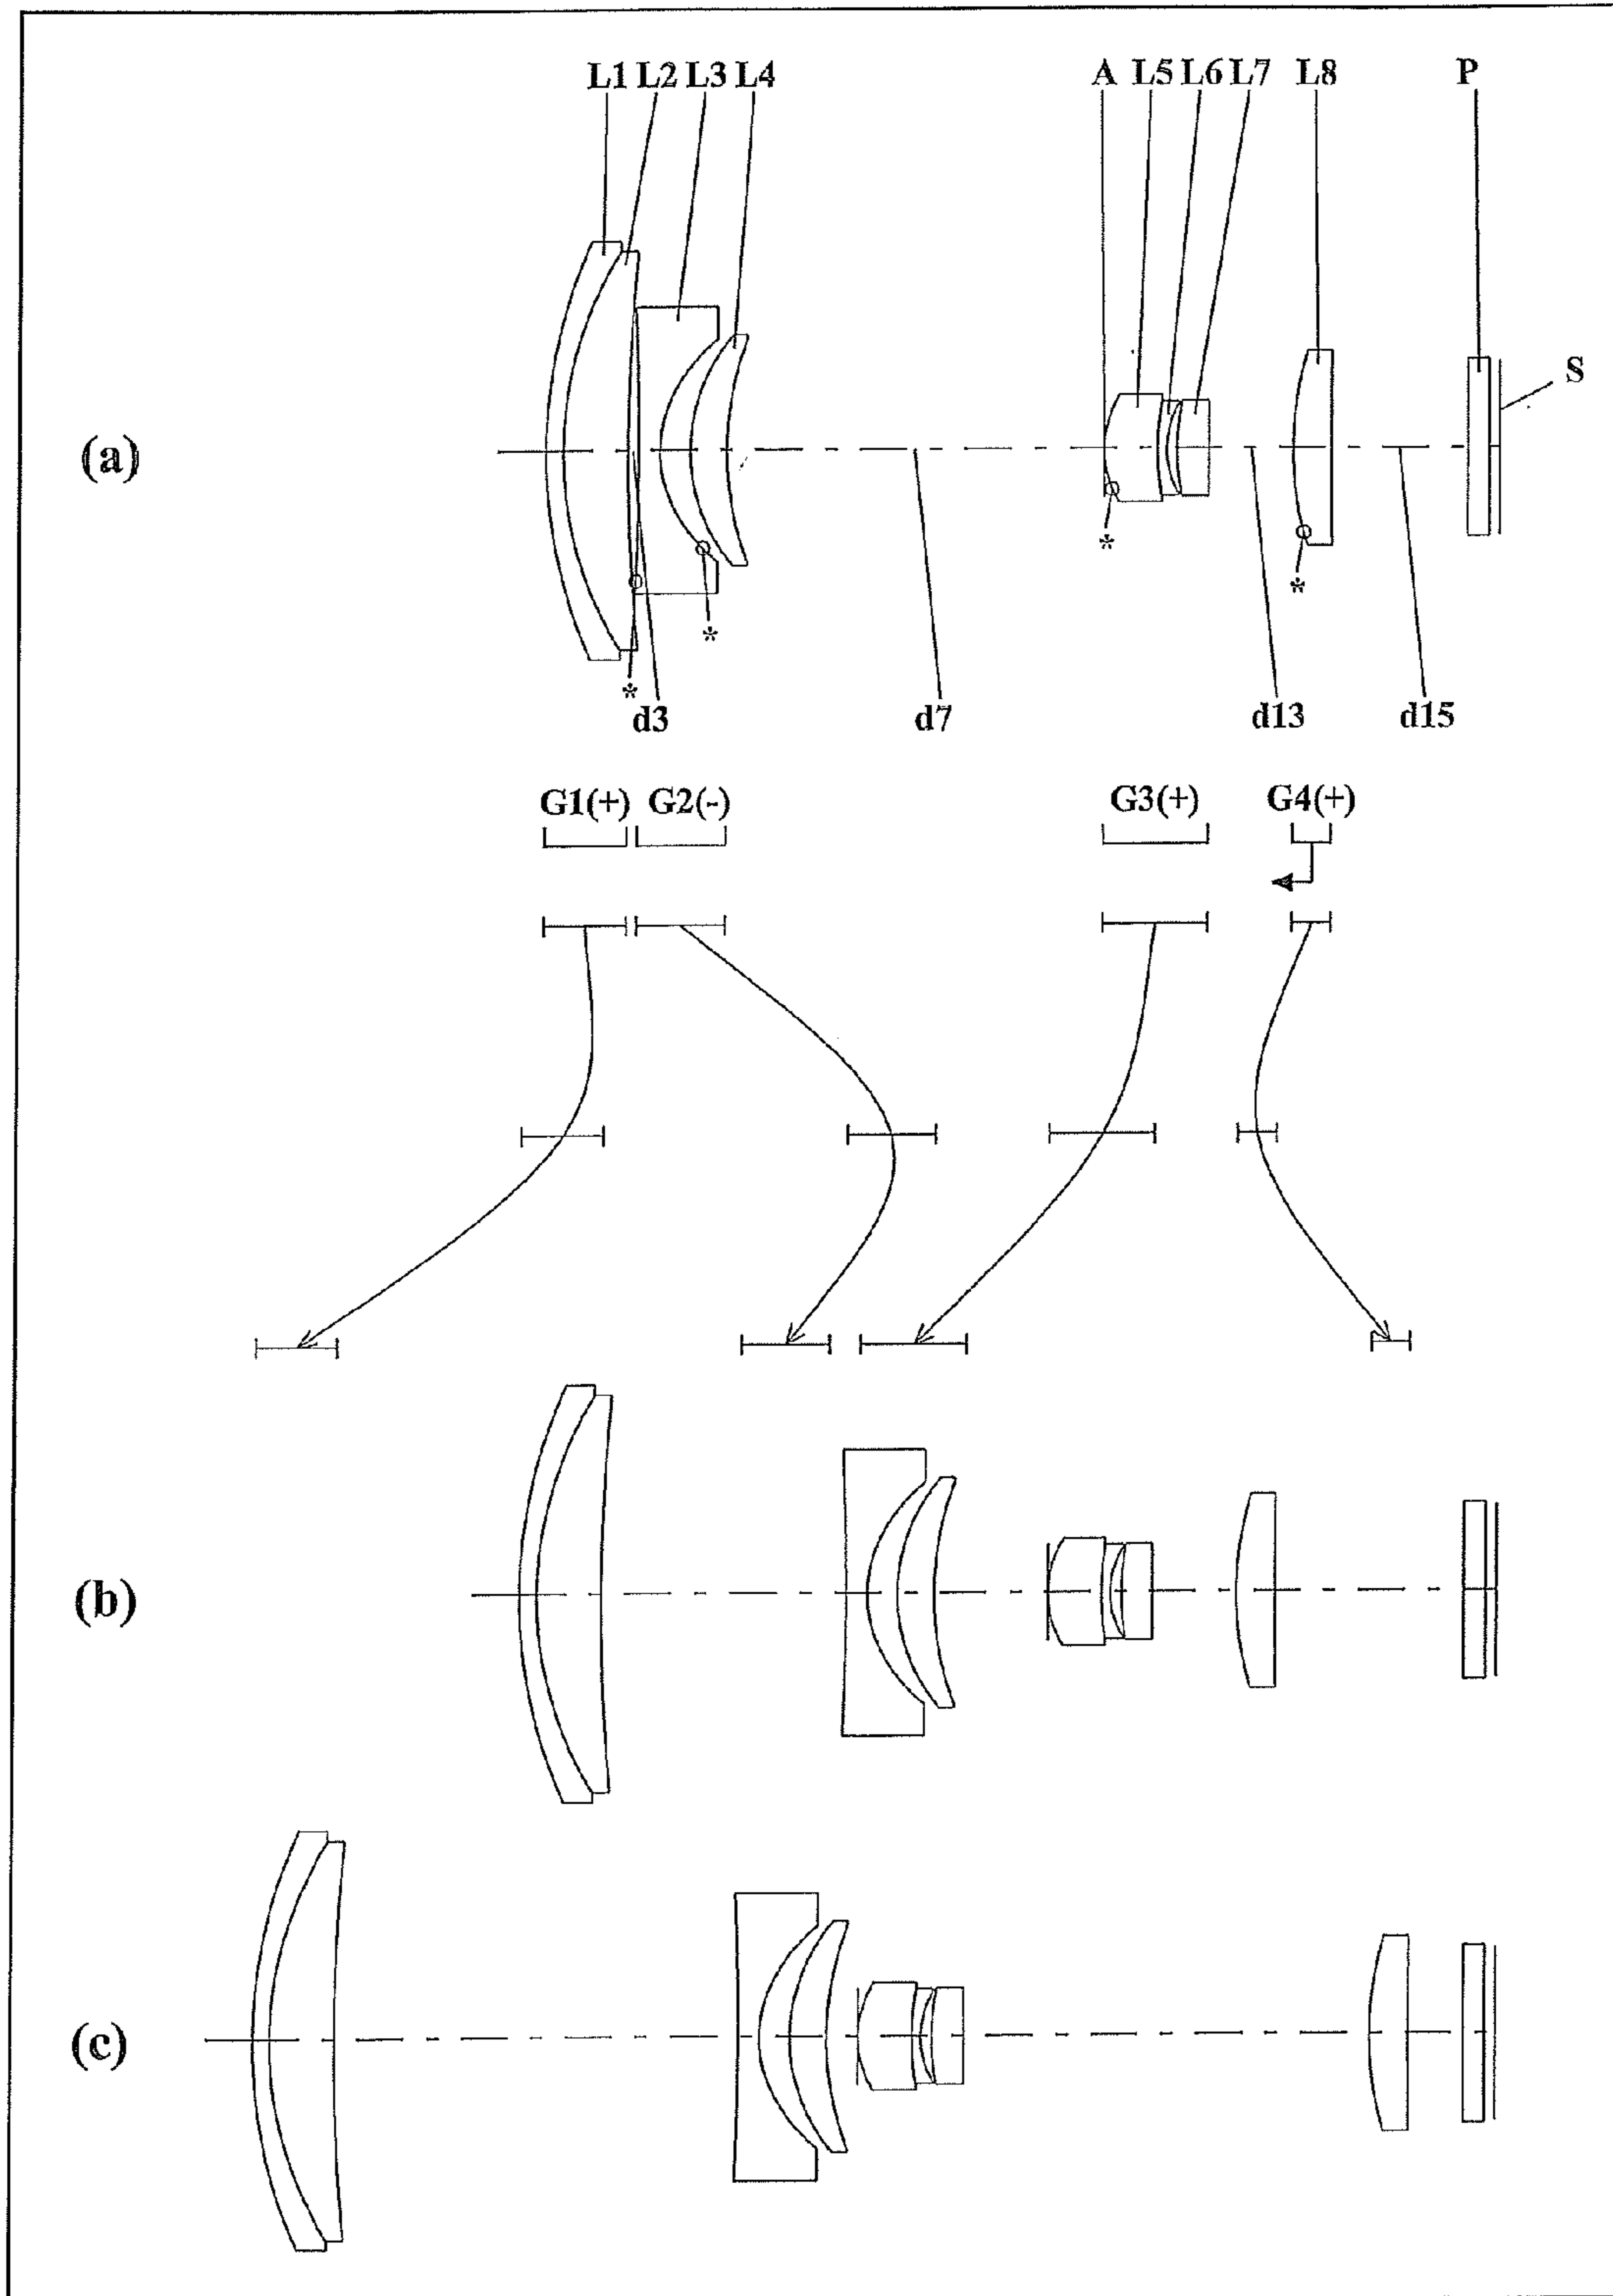 L1 L2 L3 L4 A L5 L6 L7 L8 P
S
(a)
* * * *
d3 d7 d13 d15
G1(+) G2(-) G3(+) G4(+)
(b)
(c)